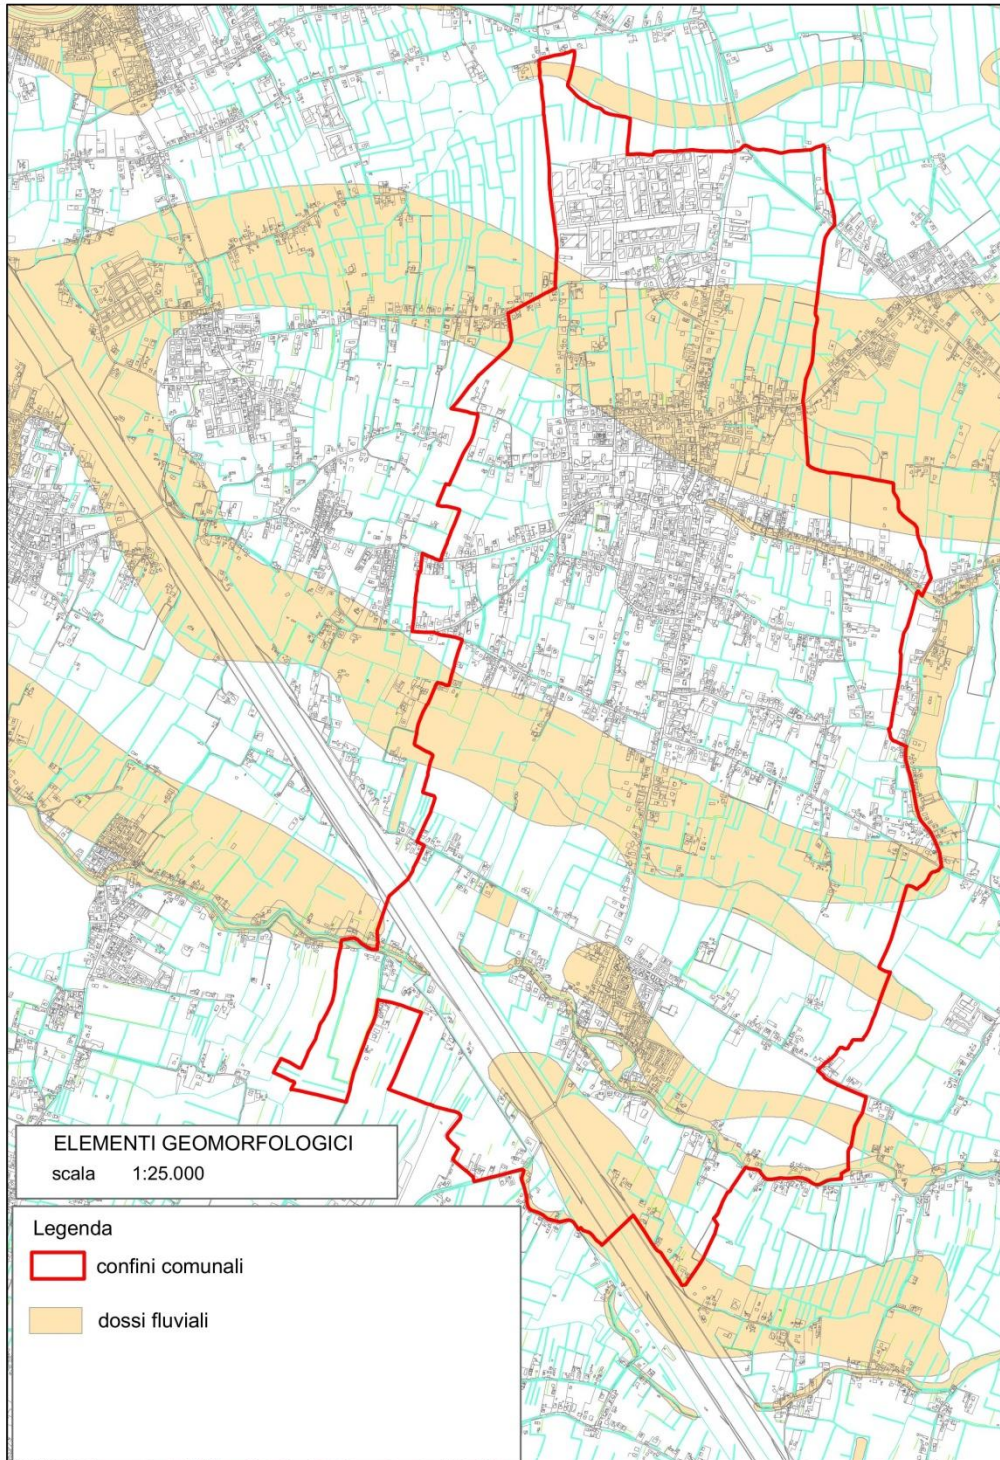 ELEMENTI GEOMORFOLOGICI
scala 1:25.000
Legenda
confini comunali
dossi fluviali